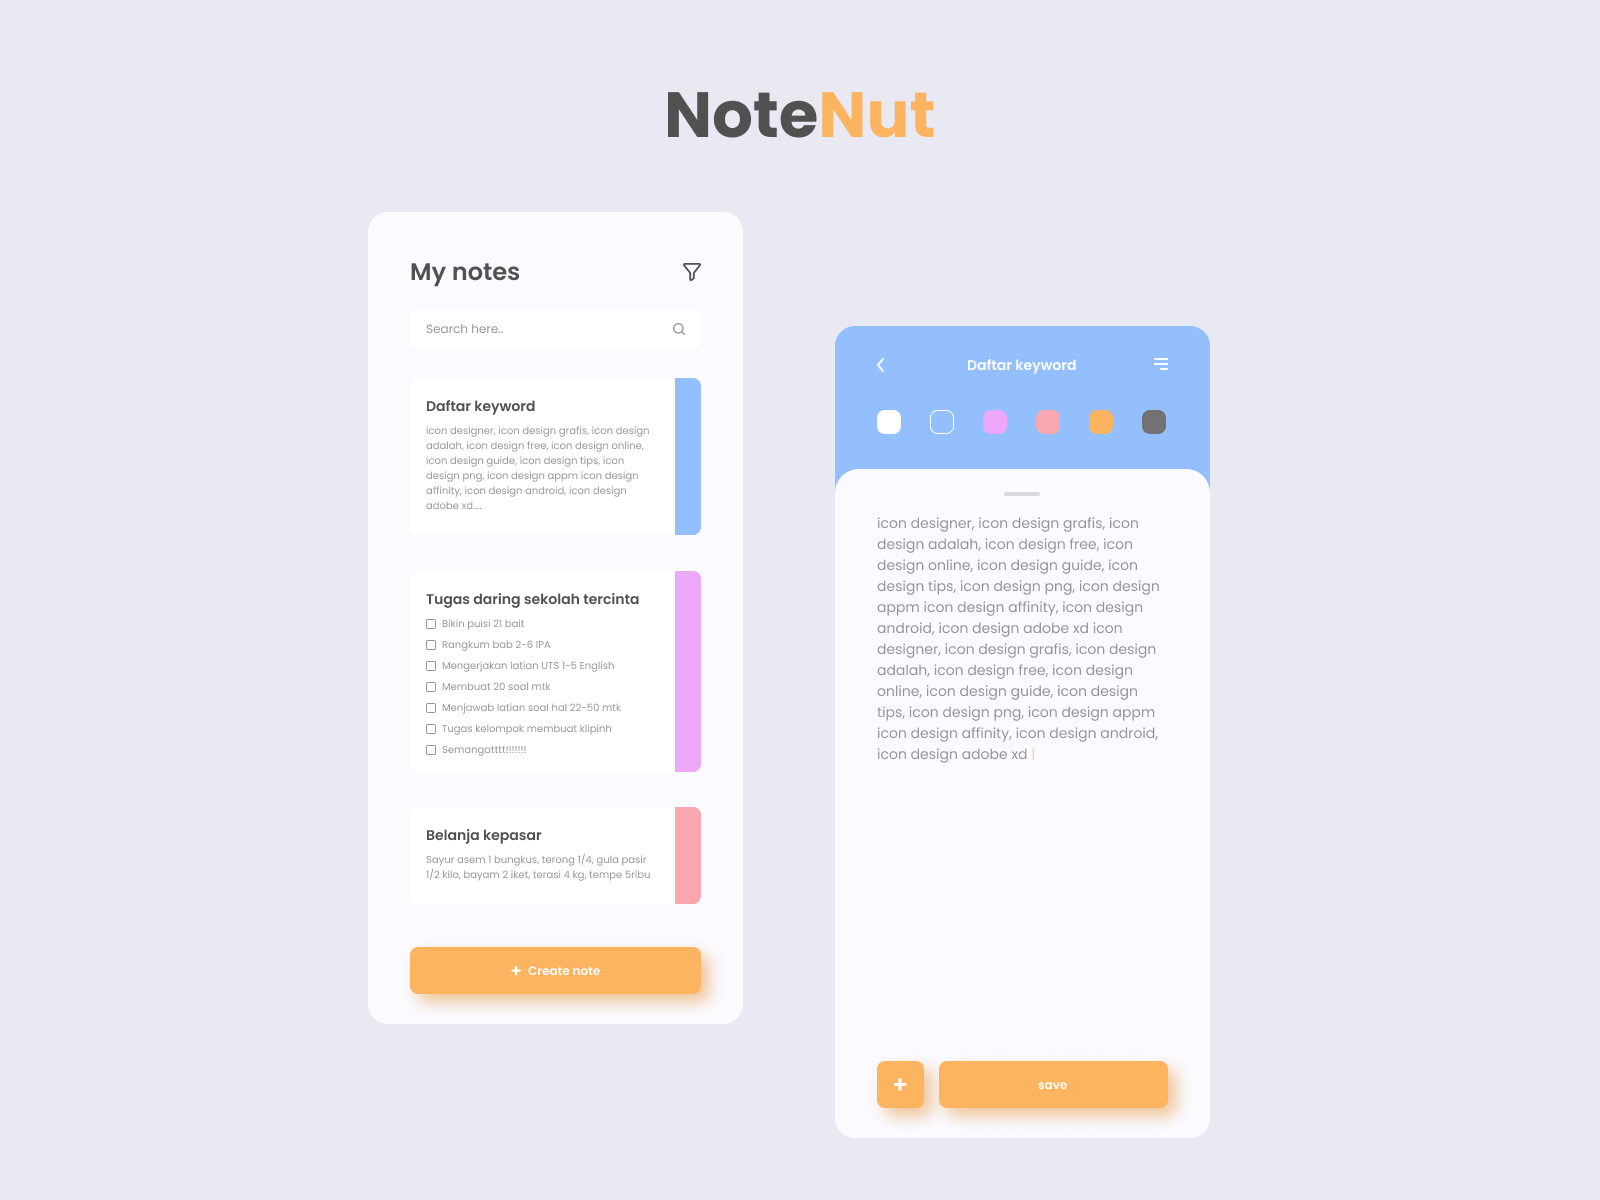 NoteNut
My notes
Search here..
Daftar keyword
icon designer, icon design grafis, icon design
adalah, icon design free, icon design online,
icon design guide, icon design tips, icon
design png, icon design appm icon design
affinity, icon design android, icon design
adobe xd....
Tugas daring sekolah tercinta
Bikin puisi 21 bait
Rangkum bab 2-6 IPA
Mengerjakan latian UTS 1-5 English
Membuat 20 soal mtk
Menjawab latian soal hal 22-50 mtk
Tugas kelompok membuat klipinh
Semangatttt!!!!!!!
Belanja kepasar
Sayur asem 1 bungkus, terong 1/4, gula pasir
1/2 kilo, bayam 2 iket, terasi 4 kg, tempe 5ribu
+ Create note
Daftar keyword
icon designer, icon design grafis, icon
design adalah, icon design free, icon
design online, icon design guide, icon
design tips, icon design png, icon design
appm icon design affinity, icon design
android, icon design adobe xd icon
designer, icon design grafis, icon design
adalah, icon design free, icon design
online, icon design guide, icon design
tips, icon design png, icon design appm
icon design affinity, icon design android,
icon design adobe xd
+
save